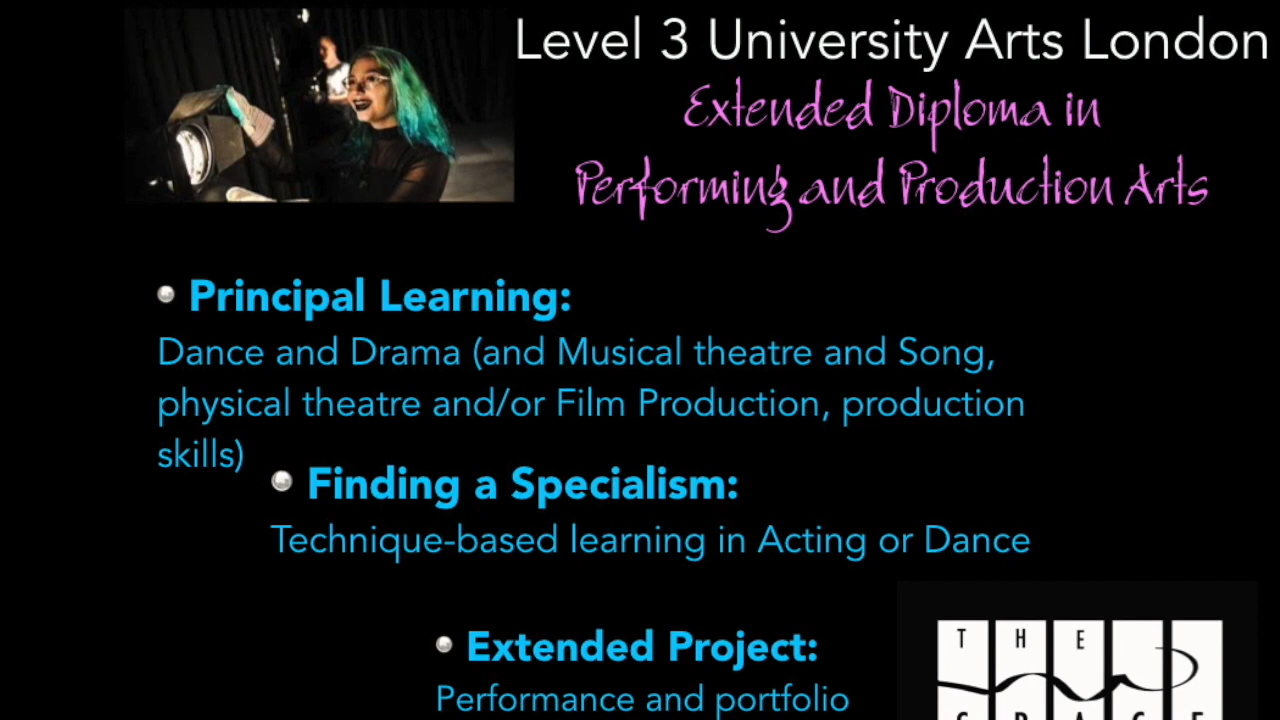 Level 3 University Arts London
Extended Diploma in
Performing and Production Arts
Principal Learning:
Dance and Drama (and Musical theatre and Song,
physical theatre and/or Film Production, production
skills)
Finding a Specialism:
Technique-based learning in Acting or Dance
Extended Project:
Performance and portfolio
THE